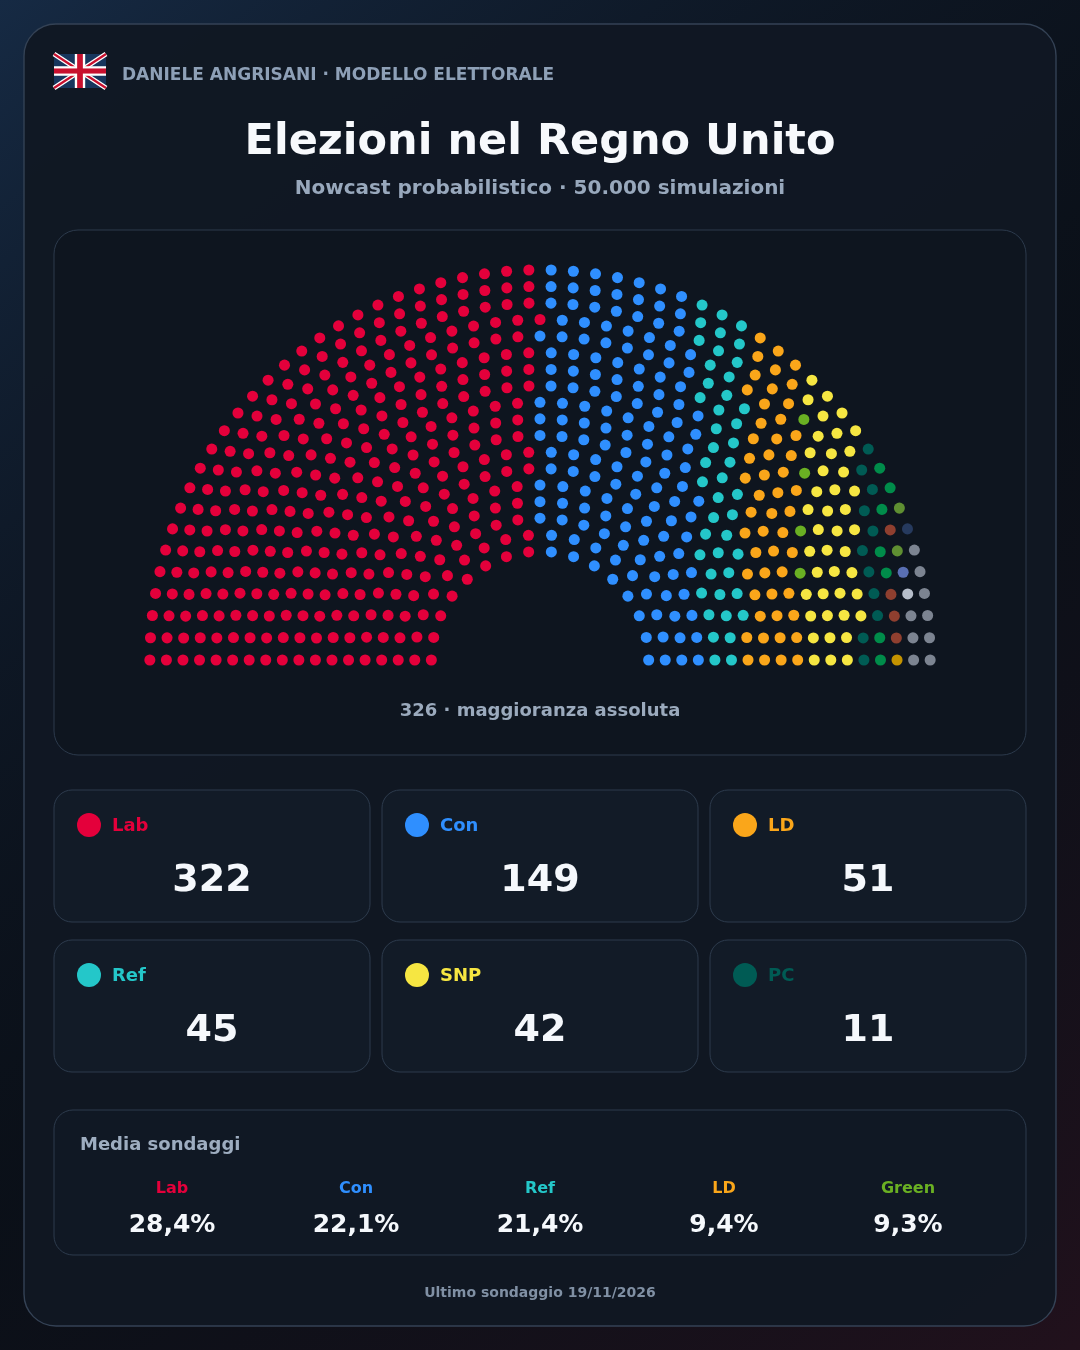 DANIELE ANGRISANI · MODELLO ELETTORALE
Elezioni nel Regno Unito
Nowcast probabilistico · 50.000 simulazioni
326 · maggioranza assoluta
Lab
322
Con
149
LD
51
Ref
45
SNP
42
PC
11
Media sondaggi
Lab Con Ref LD Green
28,4% 22,1% 21,4% 9,4% 9,3%
Ultimo sondaggio 19/11/2026